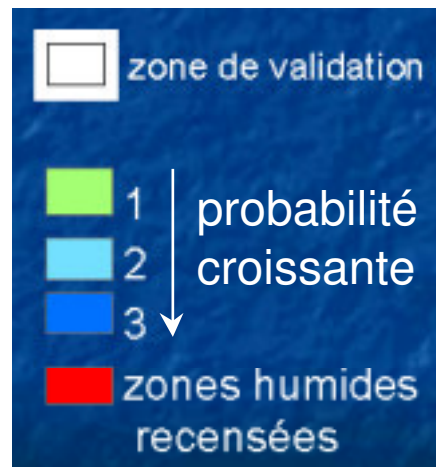 zone de validation
1
probabilité
2
croissante
3
zones humides
recensées